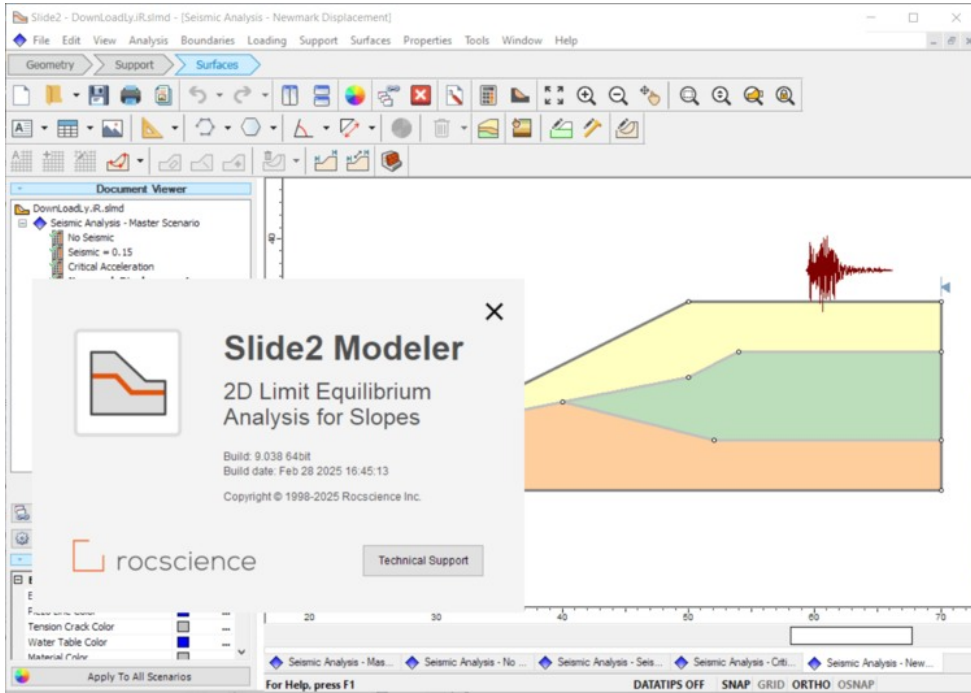 Slide2 - DownLoadLy.iR.slmd - [Seismic Analysis - Newmark Displacement]
File Edit View Analysis Boundaries Loading Support Surfaces Properties Tools Window Help
Geometry Support Surfaces
Document Viewer
DownLoadLy.iR.slmd
Seismic Analysis - Master Scenario
No Seismic
Seismic = 0.15
Critical Acceleration
40
Slide2 Modeler
2D Limit Equilibrium
Analysis for Slopes
Build: 9.038 64bit
Build date: Feb 28 2025 16:45:13
Copyright © 1998-2025 Rocscience Inc.
rocscience
Technical Support
Tension Crack Color
Water Table Color
Material Color
Apply To All Scenarios
20 30 40 50 60 70
Seismic Analysis - Mas... Seismic Analysis - No ... Seismic Analysis - Seis... Seismic Analysis - Criti... Seismic Analysis - New...
For Help, press F1
DATATIPS OFF SNAP GRID ORTHO OSNAP